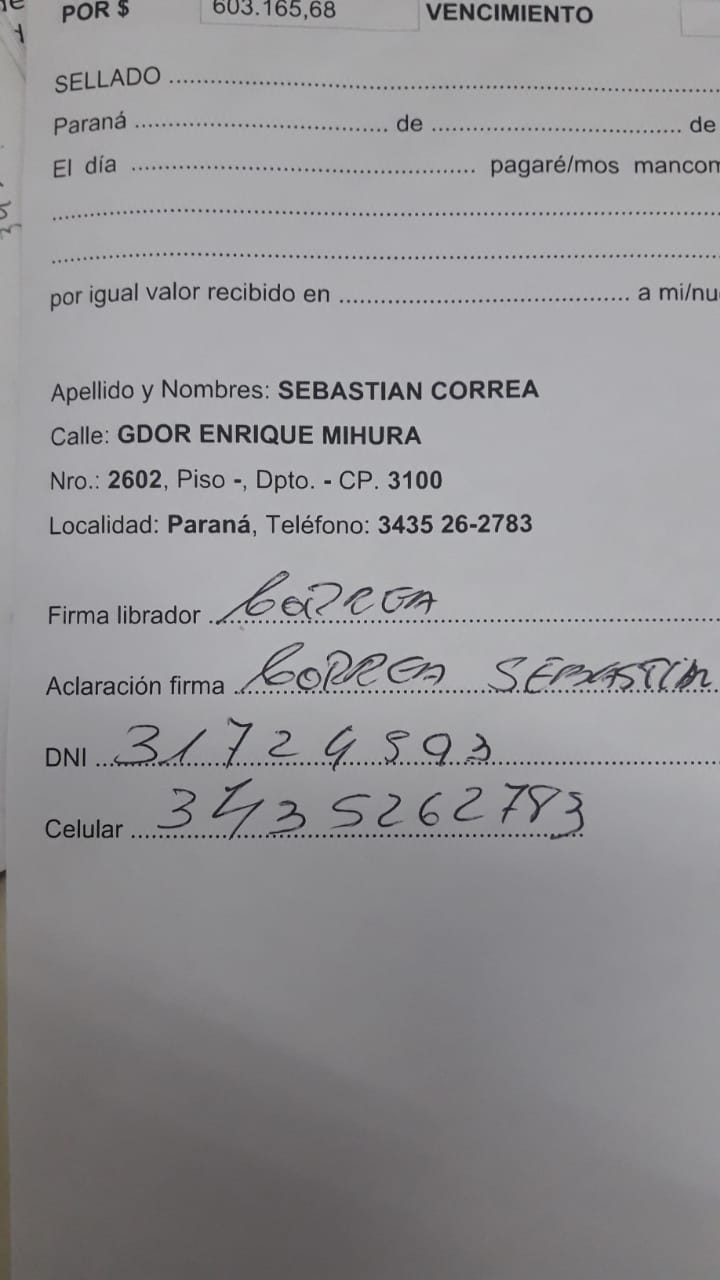 POR $ 603.165,68 VENCIMIENTO
SELLADO ........................................
Paraná ........................ de ........................ de
El día ........................ pagaré/mos mancom
por igual valor recibido en ........................ a mi/nu
Apellido y Nombres: SEBASTIAN CORREA
Calle: GDOR ENRIQUE MIHURA
Nro.: 2602, Piso -, Dpto. - CP. 3100
Localidad: Paraná, Teléfono: 3435 26-2783
Firma librador CORREA
Aclaración firma CORREA SEBASTIAN
DNI 31724593
Celular 3435262783